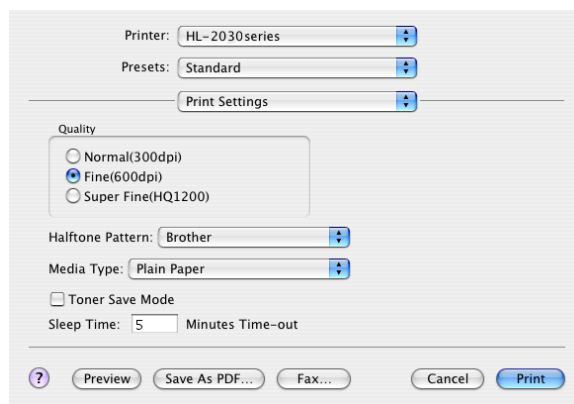 Printer: HL-2030series
Presets: Standard
Print Settings
Quality
Normal(300dpi)
Fine(600dpi)
Super Fine(HQ1200)
Halftone Pattern: Brother
Media Type: Plain Paper
Toner Save Mode
Sleep Time: 5 Minutes Time-out
? Preview Save As PDF... Fax... Cancel Print